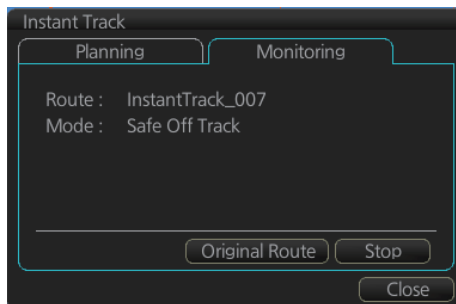 Instant Track
Planning Monitoring
Route : InstantTrack_007
Mode : Safe Off Track
Original Route Stop
Close